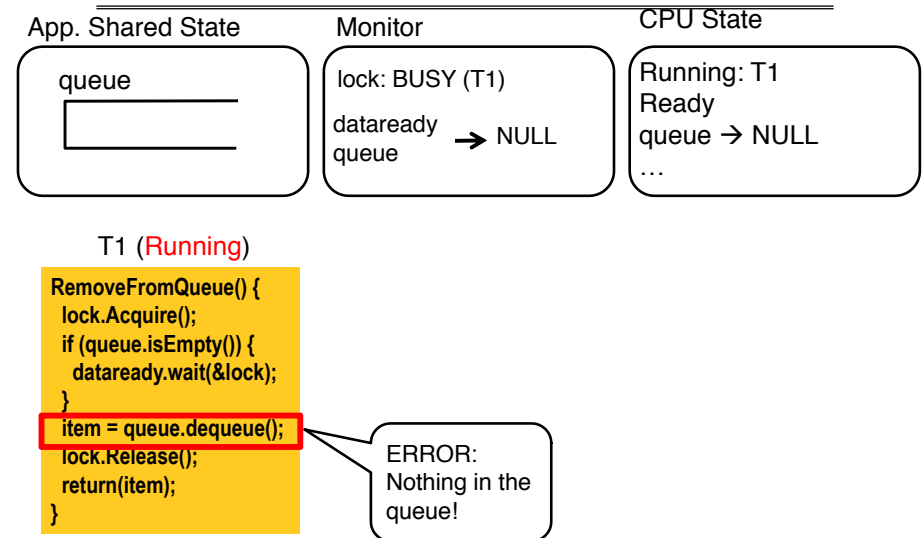 App. Shared State
Monitor
CPU State
queue
lock: BUSY (T1)
dataready
queue
→ NULL
Running: T1
Ready
queue → NULL
…
T1 (Running)
RemoveFromQueue() {
lock.Acquire();
if (queue.isEmpty()) {
dataready.wait(&lock);
}
item = queue.dequeue();
lock.Release();
return(item);
}
ERROR:
Nothing in the
queue!